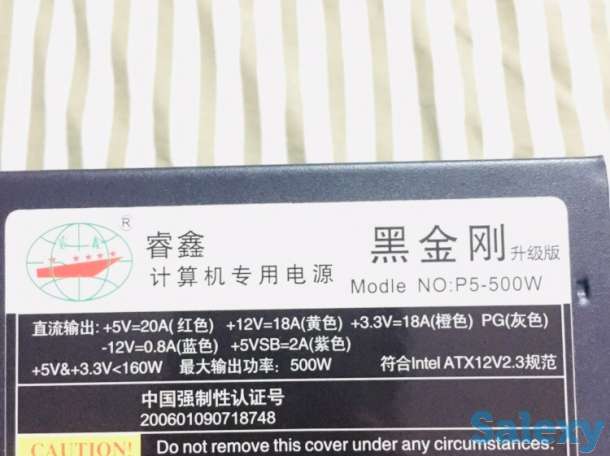 R
睿鑫
计算机专用电源
黑金刚升级版
Modle NO:P5-500W
直流输出: +5V=20A(红色) +12V=18A(黄色) +3.3V=18A(橙色) PG(灰色)
-12V=0.8A(蓝色) +5VSB=2A(紫色)
+5V&+3.3V<160W 最大输出功率: 500W 符合Intel ATX12V2.3规范
中国强制性认证号
200601090718748
CAUTION! Do not remove this cover under any circumstances.
Salexy